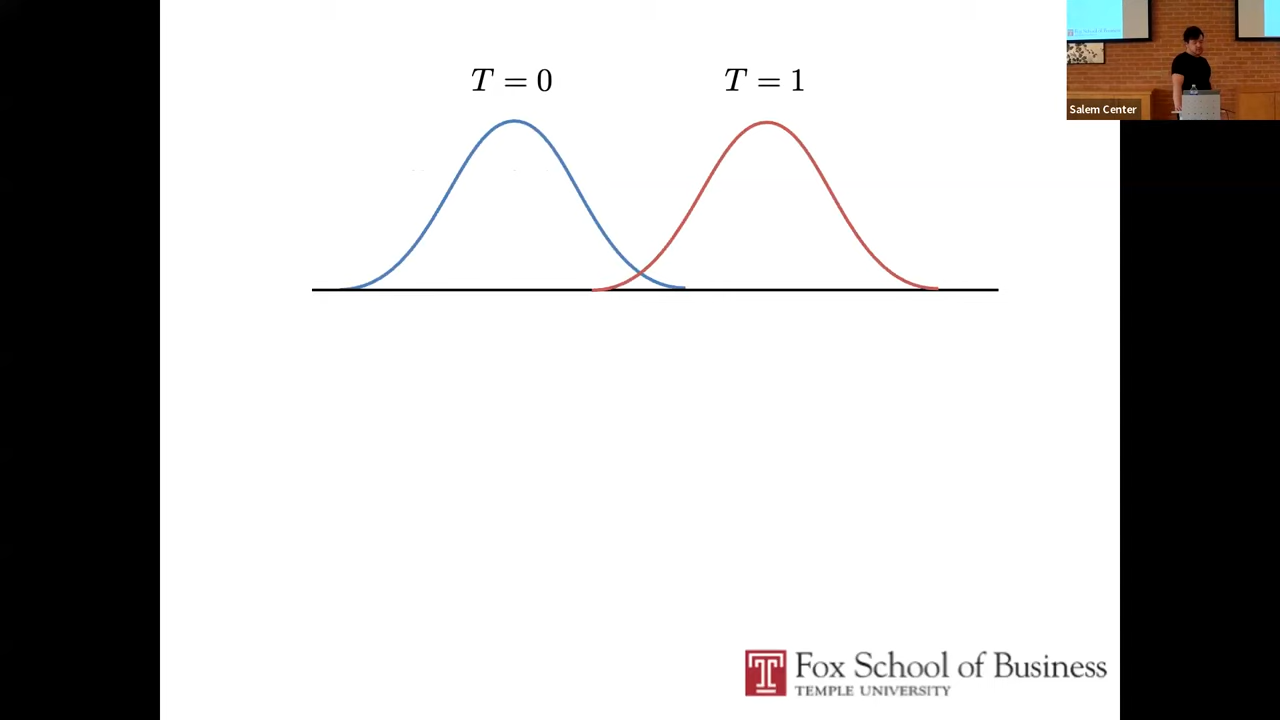 T = 0
T = 1
Salem Center
Fox School of Business
TEMPLE UNIVERSITY